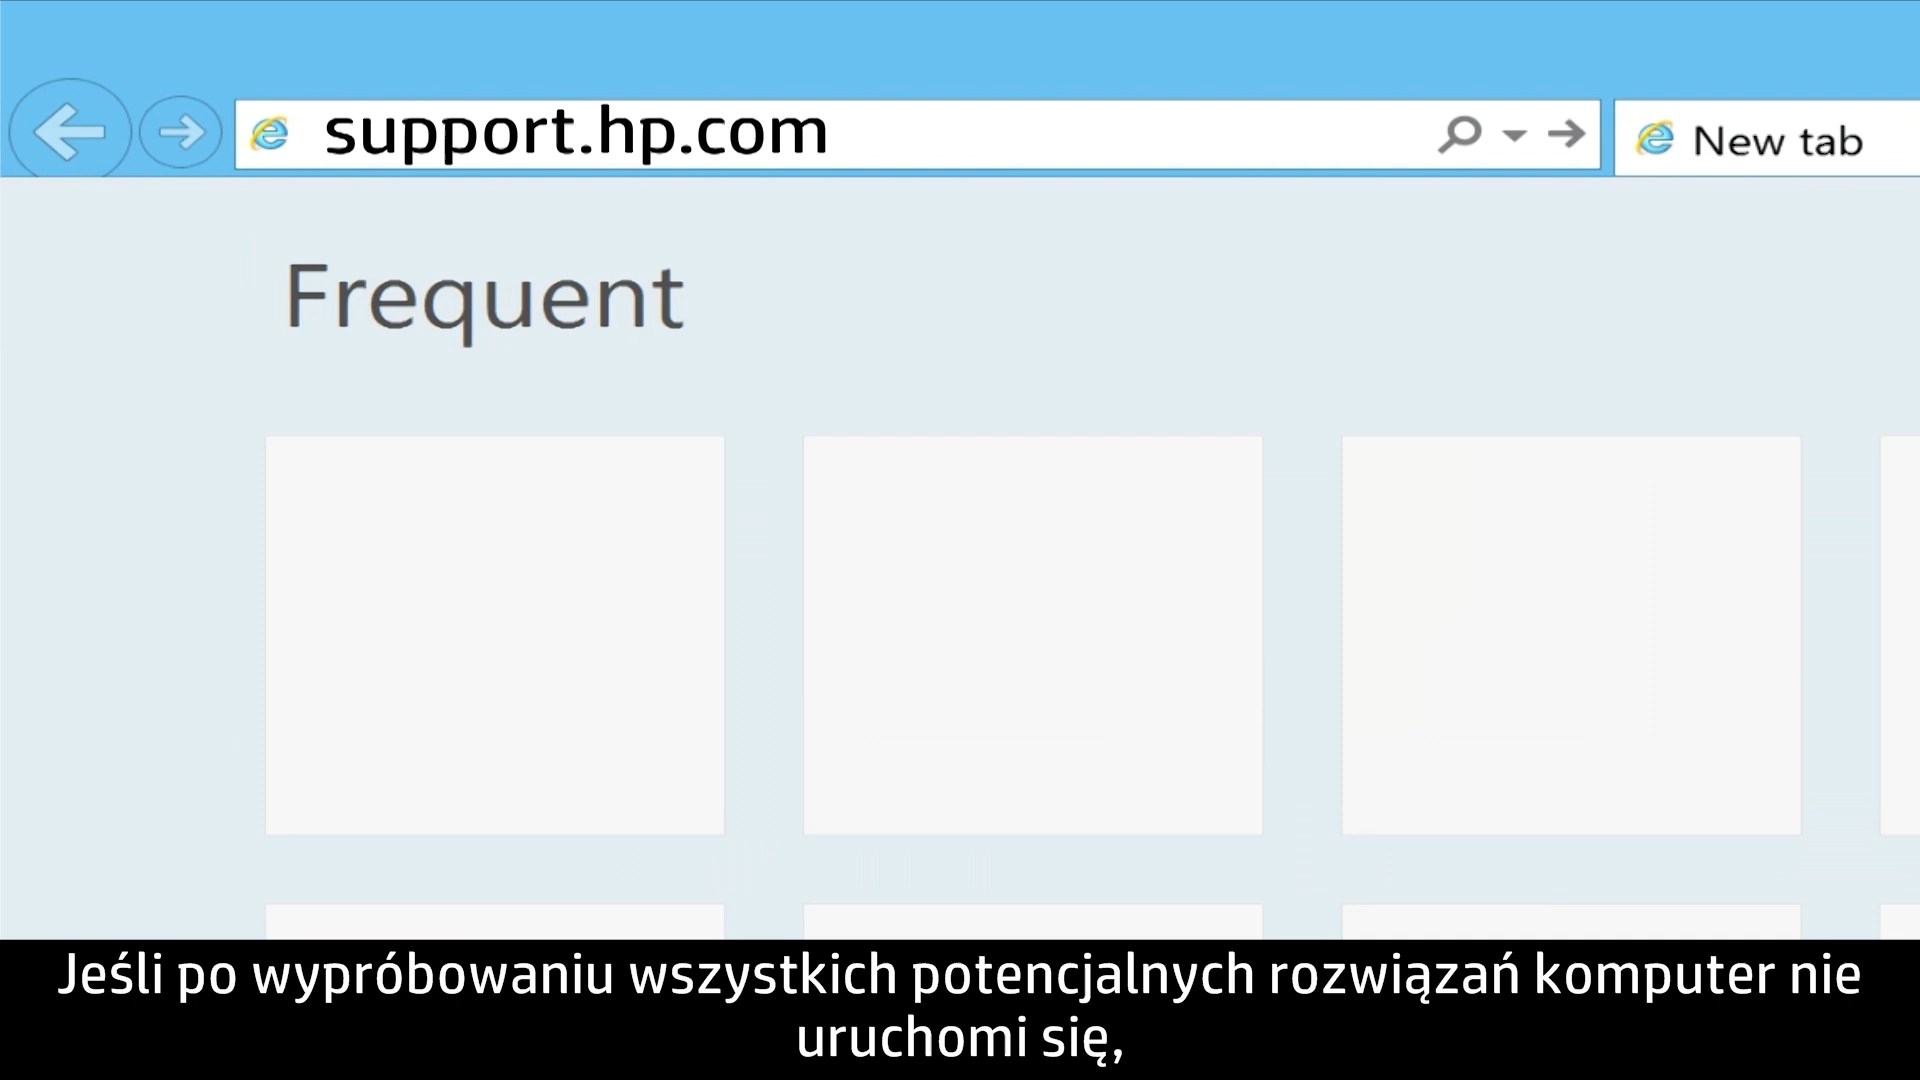 support.hp.com
New tab
Frequent
Jeśli po wypróbowaniu wszystkich potencjalnych rozwiązań komputer nie
uruchomi się,